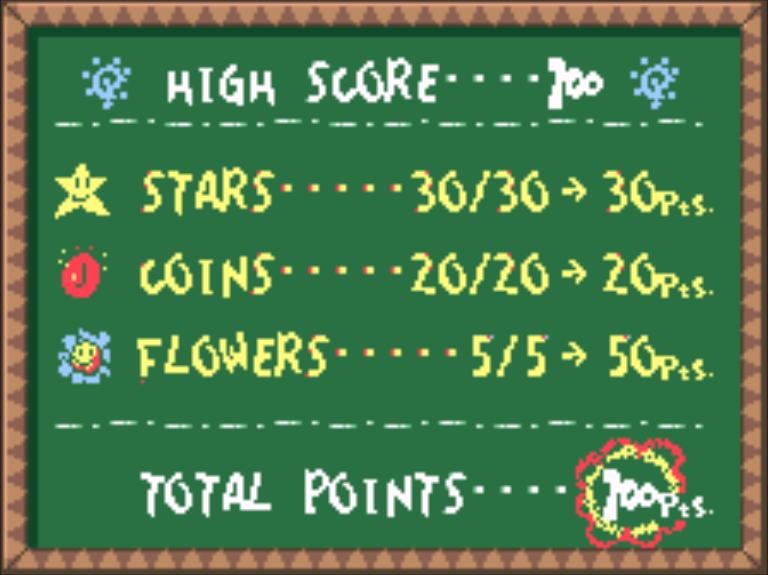 HIGH SCORE････100
STARS･････30/30→30Pts.
COINS･････20/20→20Pts.
FLOWERS･････5/5→50Pts.
TOTAL POINTS････100Pts.